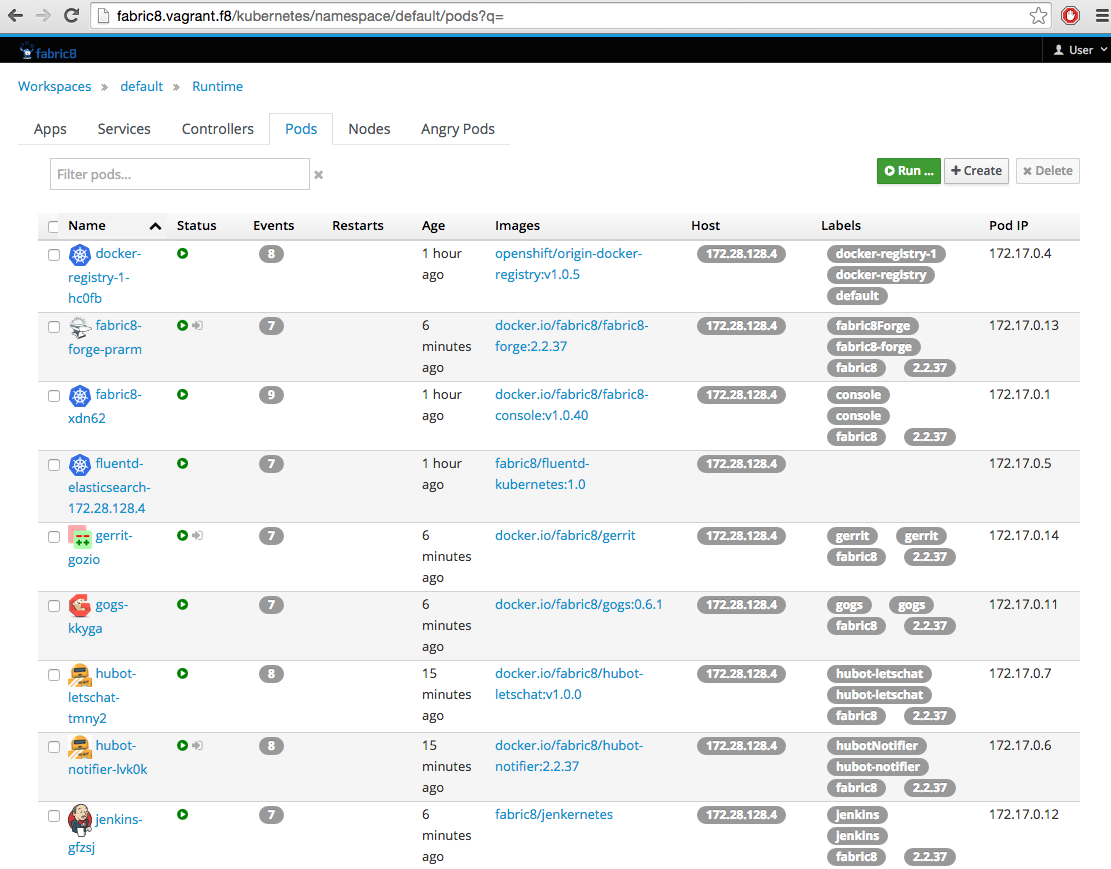 fabric8.vagrant.f8/kubernetes/namespace/default/pods?q=
fabric8 User
Workspaces » default » Runtime
Apps Services Controllers Pods Nodes Angry Pods
Filter pods... Run ... Create Delete
Name Status Events Restarts Age Images Host Labels Pod IP
docker- 8 1 hour openshift/origin-docker- 172.28.128.4 docker-registry-1 172.17.0.4
registry-1- ago registry:v1.0.5 docker-registry
hc0fb default
fabric8- 7 6 docker.io/fabric8/fabric8- 172.28.128.4 fabric8Forge 172.17.0.13
forge-prarm minutes forge:2.2.37 fabric8-forge
ago fabric8 2.2.37
fabric8- 9 1 hour docker.io/fabric8/fabric8- 172.28.128.4 console 172.17.0.1
xdn62 ago console:v1.0.40 console
fabric8 2.2.37
fluentd- 7 1 hour fabric8/fluentd- 172.28.128.4 172.17.0.5
elasticsearch- ago kubernetes:1.0
172.28.128.4
gerrit- 7 6 docker.io/fabric8/gerrit 172.28.128.4 gerrit gerrit 172.17.0.14
gozio minutes fabric8 2.2.37
ago
gogs- 7 6 docker.io/fabric8/gogs:0.6.1 172.28.128.4 gogs gogs 172.17.0.11
kkyga minutes fabric8 2.2.37
ago
hubot- 8 15 docker.io/fabric8/hubot- 172.28.128.4 hubot-letschat 172.17.0.7
letschat- minutes letschat:v1.0.0 hubot-letschat
tmny2 ago fabric8 2.2.37
hubot- 8 15 docker.io/fabric8/hubot- 172.28.128.4 hubotNotifier 172.17.0.6
notifier-lvk0k minutes notifier:2.2.37 hubot-notifier
ago fabric8 2.2.37
jenkins- 7 6 fabric8/jenkernetes 172.28.128.4 jenkins 172.17.0.12
gfzsj minutes jenkins
ago fabric8 2.2.37